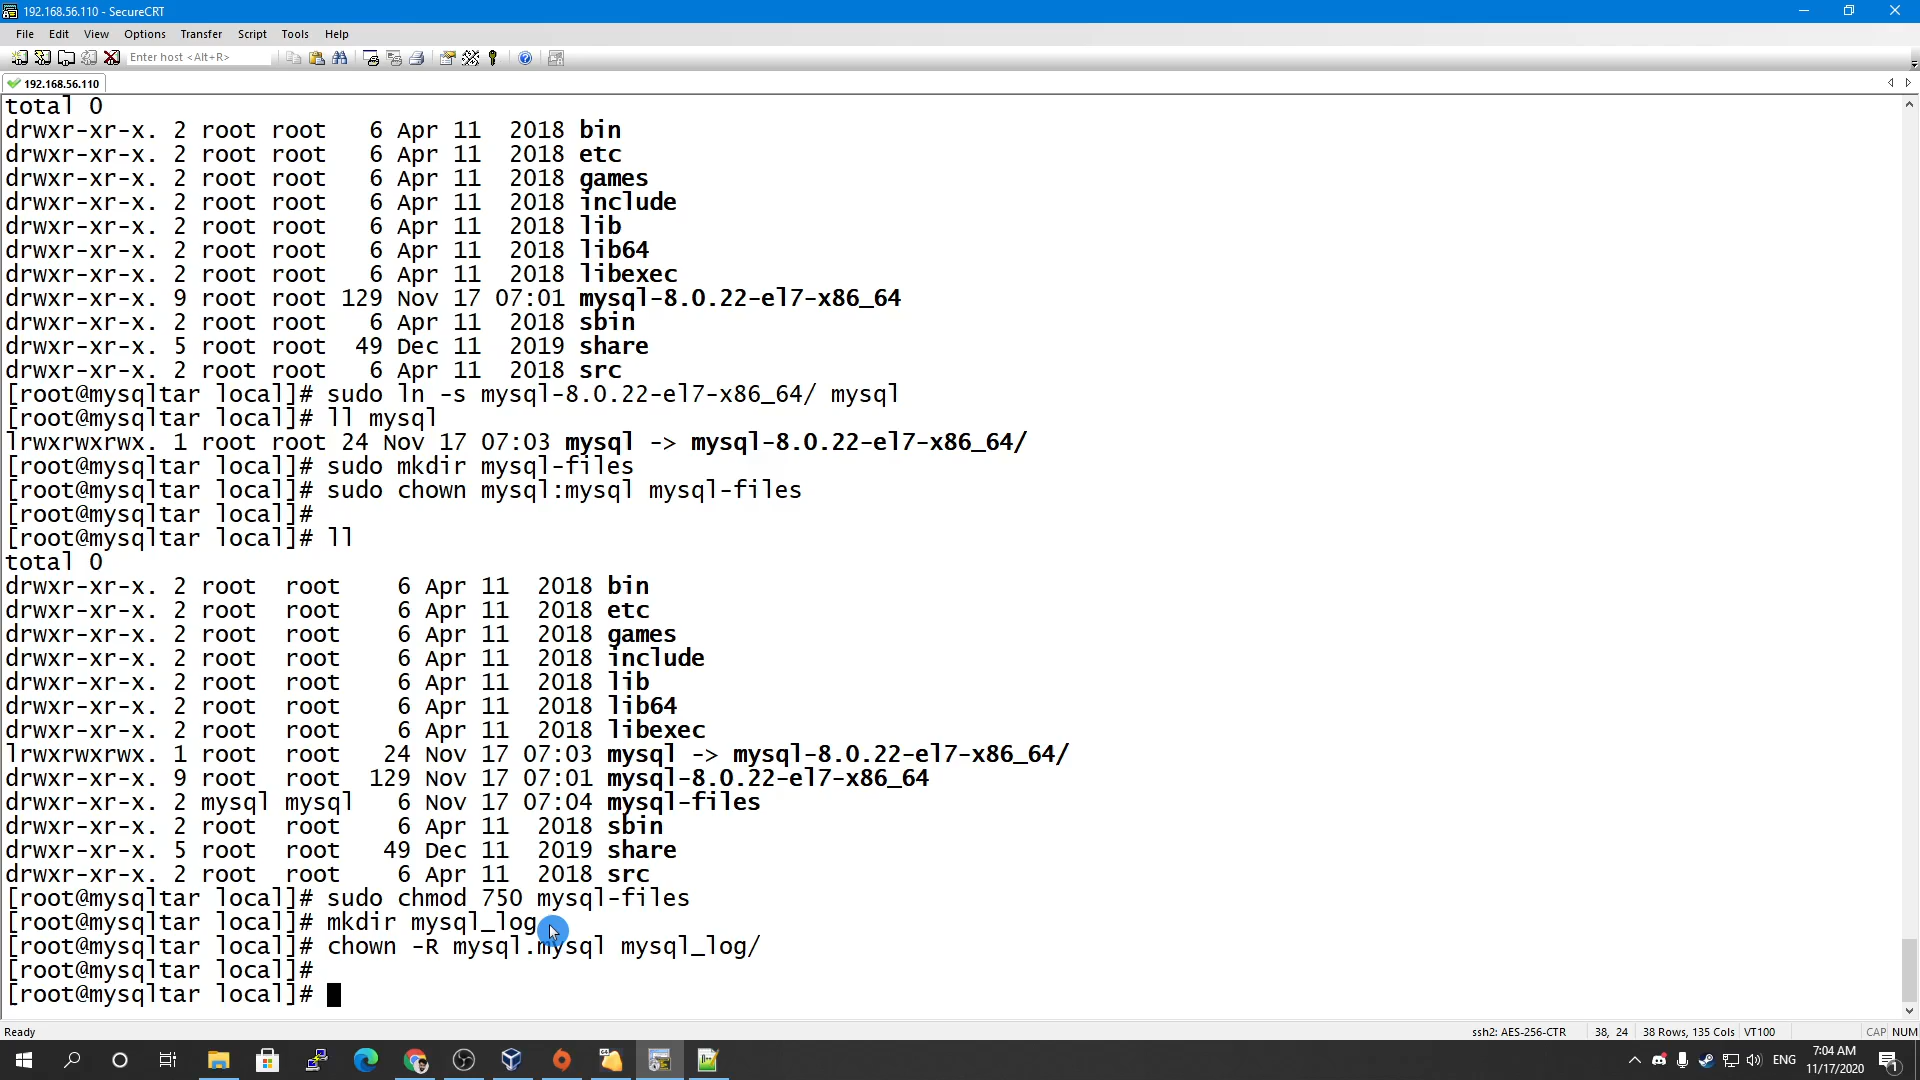 192.168.56.110 - SecureCRT
File Edit View Options Transfer Script Tools Help
Enter host <Alt+R>
192.168.56.110
total 0
drwxr-xr-x. 2 root root   6 Apr 11  2018 bin
drwxr-xr-x. 2 root root   6 Apr 11  2018 etc
drwxr-xr-x. 2 root root   6 Apr 11  2018 games
drwxr-xr-x. 2 root root   6 Apr 11  2018 include
drwxr-xr-x. 2 root root   6 Apr 11  2018 lib
drwxr-xr-x. 2 root root   6 Apr 11  2018 lib64
drwxr-xr-x. 2 root root   6 Apr 11  2018 libexec
drwxr-xr-x. 9 root root 129 Nov 17 07:01 mysql-8.0.22-el7-x86_64
drwxr-xr-x. 2 root root   6 Apr 11  2018 sbin
drwxr-xr-x. 5 root root  49 Dec 11  2019 share
drwxr-xr-x. 2 root root   6 Apr 11  2018 src
[root@mysqltar local]# sudo ln -s mysql-8.0.22-el7-x86_64/ mysql
[root@mysqltar local]# ll mysql
lrwxrwxrwx. 1 root root 24 Nov 17 07:03 mysql -> mysql-8.0.22-el7-x86_64/
[root@mysqltar local]# sudo mkdir mysql-files
[root@mysqltar local]# sudo chown mysql:mysql mysql-files
[root@mysqltar local]#
[root@mysqltar local]# ll
total 0
drwxr-xr-x. 2 root  root    6 Apr 11  2018 bin
drwxr-xr-x. 2 root  root    6 Apr 11  2018 etc
drwxr-xr-x. 2 root  root    6 Apr 11  2018 games
drwxr-xr-x. 2 root  root    6 Apr 11  2018 include
drwxr-xr-x. 2 root  root    6 Apr 11  2018 lib
drwxr-xr-x. 2 root  root    6 Apr 11  2018 lib64
drwxr-xr-x. 2 root  root    6 Apr 11  2018 libexec
lrwxrwxrwx. 1 root  root   24 Nov 17 07:03 mysql -> mysql-8.0.22-el7-x86_64/
drwxr-xr-x. 9 root  root  129 Nov 17 07:01 mysql-8.0.22-el7-x86_64
drwxr-xr-x. 2 mysql mysql   6 Nov 17 07:04 mysql-files
drwxr-xr-x. 2 root  root    6 Apr 11  2018 sbin
drwxr-xr-x. 5 root  root   49 Dec 11  2019 share
drwxr-xr-x. 2 root  root    6 Apr 11  2018 src
[root@mysqltar local]# sudo chmod 750 mysql-files
[root@mysqltar local]# mkdir mysql_log
[root@mysqltar local]# chown -R mysql.mysql mysql_log/
[root@mysqltar local]#
[root@mysqltar local]#
Ready ssh2: AES-256-CTR 38, 24 38 Rows, 135 Cols VT100 CAP NUM
ENG 7:04 AM
11/17/2020 1